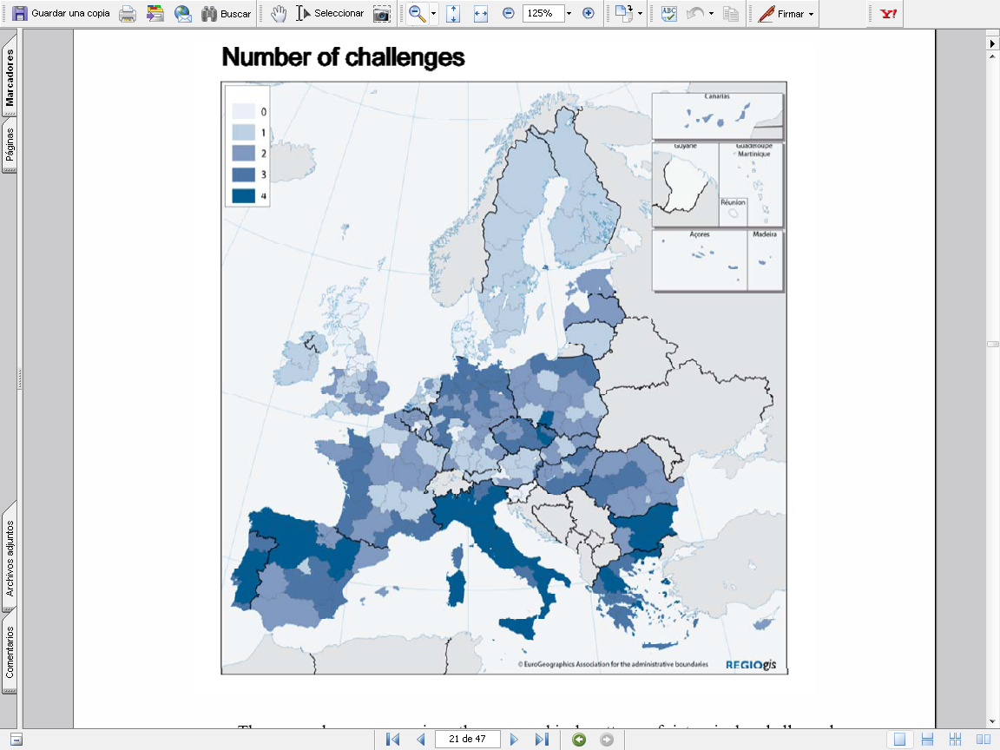 Guardar una copia
Buscar
Seleccionar
125%
Firmar
Y!
Marcadores
Páginas
Archivos adjuntos
Comentarios
Number of challenges
0
1
2
3
4
Canarias
Guyane
Guadeloupe
Martinique
Réunion
Açores
Madeira
© EuroGeographics Association for the administrative boundaries
REGIOgis
21 de 47